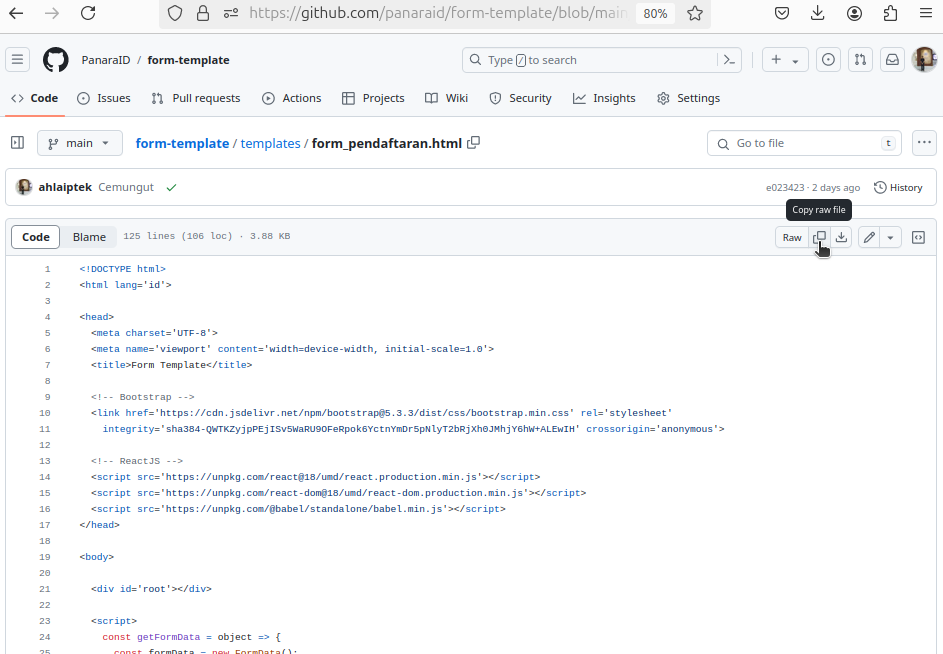 https://github.com/panaraid/form-template/blob/main 80%
PanaraID / form-template Type / to search
Code Issues Pull requests Actions Projects Wiki Security Insights Settings
main form-template / templates / form_pendaftaran.html Go to file t
ahlaiptek Cemungut e023423 · 2 days ago History
Copy raw file
Code Blame 125 lines (106 loc) · 3.88 KB Raw
1 <!DOCTYPE html>
2 <html lang='id'>
3
4 <head>
5 <meta charset='UTF-8'>
6 <meta name='viewport' content='width=device-width, initial-scale=1.0'>
7 <title>Form Template</title>
8
9 <!-- Bootstrap -->
10 <link href='https://cdn.jsdelivr.net/npm/bootstrap@5.3.3/dist/css/bootstrap.min.css' rel='stylesheet'
11 integrity='sha384-QWTKZyjpPEjISv5WaRU9OFeRpok6YctnYmDr5pNlyT2bRjXh0JMhjY6hW+ALEwIH' crossorigin='anonymous'>
12
13 <!-- ReactJS -->
14 <script src='https://unpkg.com/react@18/umd/react.production.min.js'></script>
15 <script src='https://unpkg.com/react-dom@18/umd/react-dom.production.min.js'></script>
16 <script src='https://unpkg.com/@babel/standalone/babel.min.js'></script>
17 </head>
18
19 <body>
20
21 <div id='root'></div>
22
23 <script>
24 const getFormData = object => {
25 const formData = new FormData();